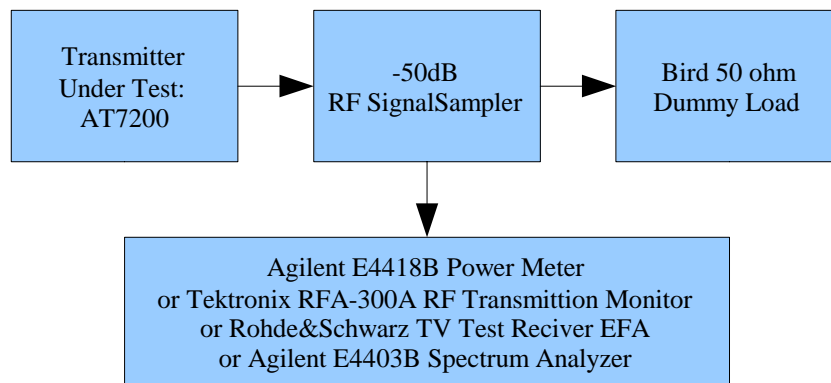 Transmitter
Under Test:
AT7200
-50dB
RF SignalSampler
Bird 50 ohm
Dummy Load
Agilent E4418B Power Meter
or Tektronix RFA-300A RF Transmittion Monitor
or Rohde&Schwarz TV Test Reciver EFA
or Agilent E4403B Spectrum Analyzer